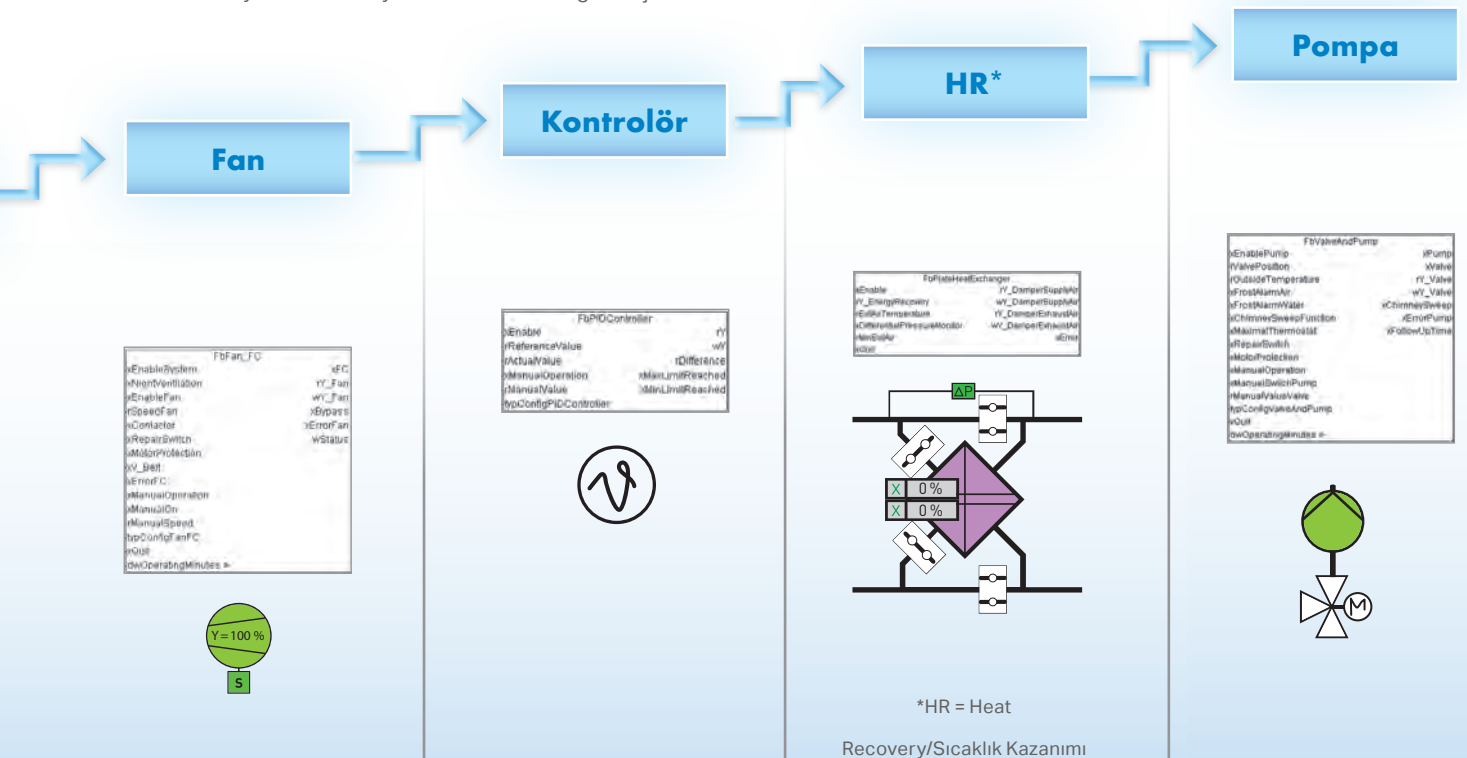 Fan
Kontrolör
HR*
Pompa
FbFan_FC
xEnableSystem xFC
xNightVentilation rY_Fan
xEnableFan wY_Fan
rSpeedFan xBypass
xContactor xErrorFan
xRepairSwitch wStatus
xMotorProtection
xV_Belt
xErrorFC
xManualOperation
xManualOn
rManualSpeed
typConfigFanFC
xQuit
dwOperatingMinutes
Y = 100 %
S
FbPIDController
xEnable rY
rReferenceValue wY
rActualValue rDifference
xManualOperation xMaxLimitReached
rManualValue xMinLimitReached
typConfigPIDController
FbPlateHeatExchanger
xEnable rY_DamperSupplyAir
rY_EnergyRecovery wY_DamperSupplyAir
rExitAirTemperature rY_DamperExhaustAir
xDifferentialPressureMonitor wY_DamperExhaustAir
rMinExitAir xError
xQuit
ΔP
X 0 %
X 0 %
*HR = Heat
Recovery/Sıcaklık Kazanımı
FbValveAndPump
xEnablePump xPump
rValvePosition xValve
rOutsideTemperature rY_Valve
xFrostAlarmAir wY_Valve
xFrostAlarmWater xChimneySweep
xChimneySweepFunction xErrorPump
xMaximalThermostat xFollowUpTime
xRepairSwitch
xMotorProtection
xManualOperation
xManualSwitchPump
rManualValueValve
typConfigValveAndPump
xQuit
dwOperatingMinutes
M